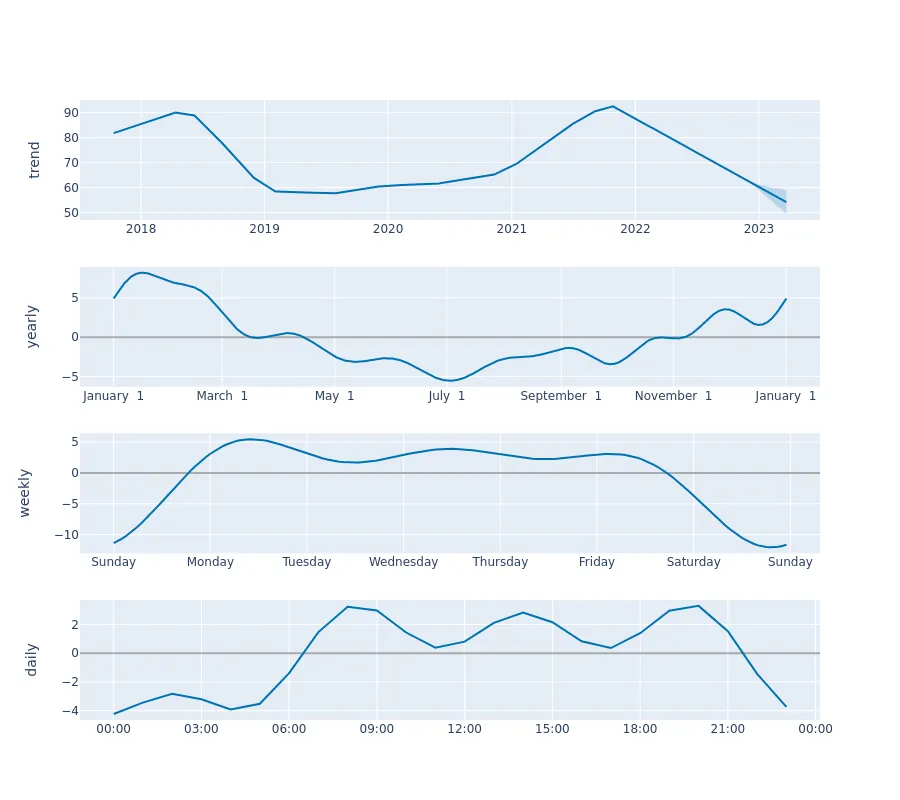 trend
90
80
70
60
50
2018 2019 2020 2021 2022 2023
yearly
5
0
−5
January 1 March 1 May 1 July 1 September 1 November 1 January 1
weekly
5
0
−5
−10
Sunday Monday Tuesday Wednesday Thursday Friday Saturday Sunday
daily
2
0
−2
−4
00:00 03:00 06:00 09:00 12:00 15:00 18:00 21:00 00:00